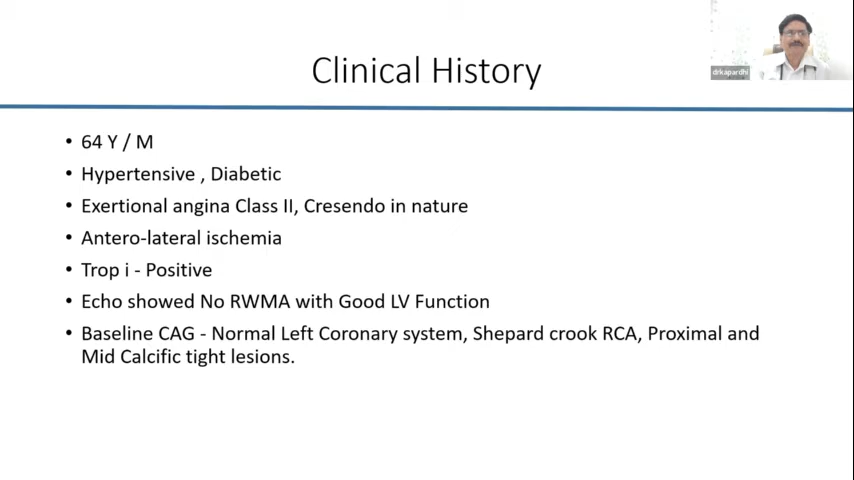 Clinical History
drkapardhi
• 64 Y / M
• Hypertensive , Diabetic
• Exertional angina Class II, Cresendo in nature
• Antero-lateral ischemia
• Trop i - Positive
• Echo showed No RWMA with Good LV Function
• Baseline CAG - Normal Left Coronary system, Shepard crook RCA, Proximal and
Mid Calcific tight lesions.